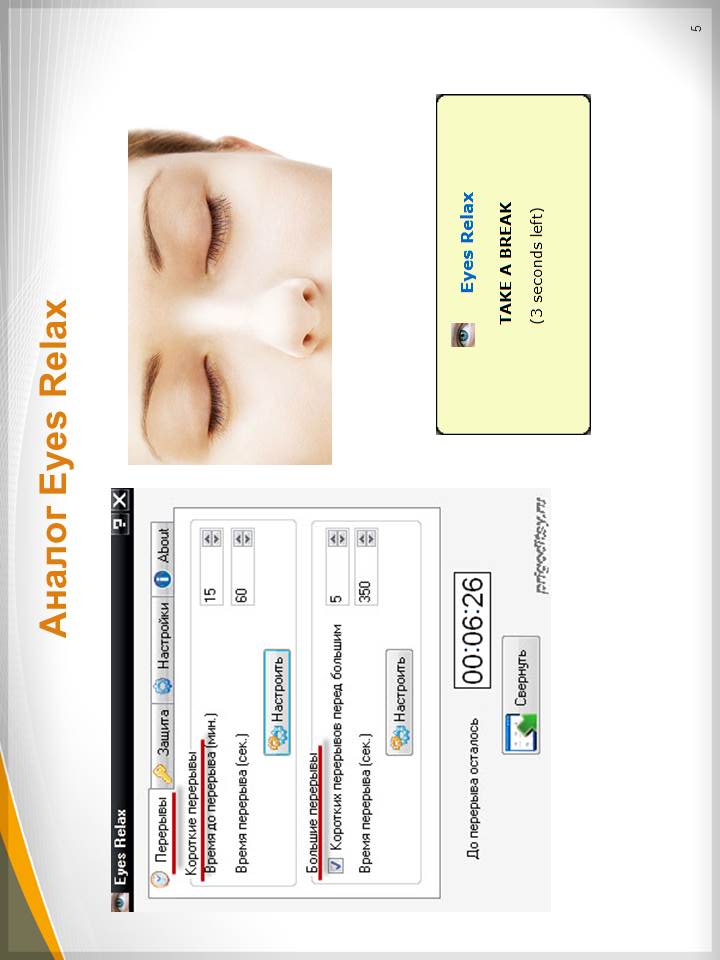 Аналог Eyes Relax
Eyes Relax
? X
Перерывы
Защита
Настройки
About
Короткие перерывы
Время до перерыва (мин.) 15
Время перерыва (сек.) 60
Настроить
Большие перерывы
Коротких перерывов перед большим 5
Время перерыва (сек.) 350
Настроить
До перерыва осталось 00:06:26
Свернуть
prigoditsy.ru
Eyes Relax
TAKE A BREAK
(3 seconds left)
5